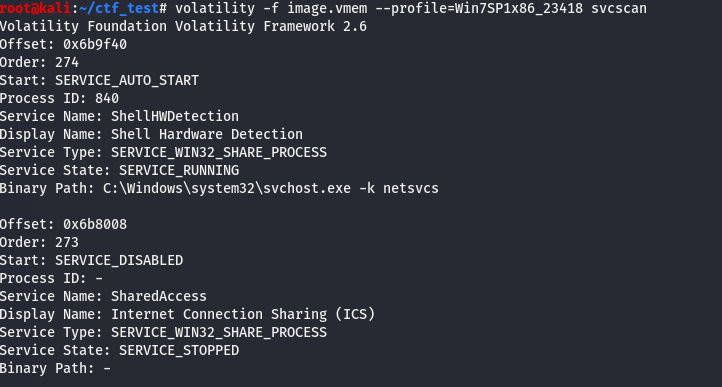 root@kali:~/ctf_test# volatility -f image.vmem --profile=Win7SP1x86_23418 svcscan
Volatility Foundation Volatility Framework 2.6
Offset: 0x6b9f40
Order: 274
Start: SERVICE_AUTO_START
Process ID: 840
Service Name: ShellHWDetection
Display Name: Shell Hardware Detection
Service Type: SERVICE_WIN32_SHARE_PROCESS
Service State: SERVICE_RUNNING
Binary Path: C:\Windows\system32\svchost.exe -k netsvcs

Offset: 0x6b8008
Order: 273
Start: SERVICE_DISABLED
Process ID: -
Service Name: SharedAccess
Display Name: Internet Connection Sharing (ICS)
Service Type: SERVICE_WIN32_SHARE_PROCESS
Service State: SERVICE_STOPPED
Binary Path: -